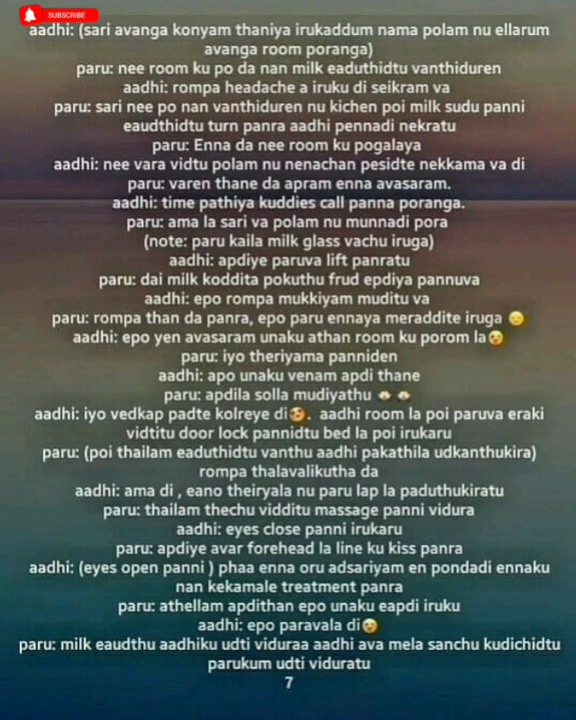 SUBSCRIBE
aadhi: (sari avanga konyam thaniya irukaddum nama polam nu ellarum
avanga room poranga)
paru: nee room ku po da nan milk eaduthidtu vanthiduren
aadhi: rompa headache a iruku di seikram va
paru: sari nee po nan vanthiduren nu kichen poi milk sudu panni
eaudthidtu turn panra aadhi pennadi nekratu
paru: Enna da nee room ku pogalaya
aadhi: nee vara vidtu polam nu nenachan pesidte nekkama va di
paru: varen thane da apram enna avasaram.
aadhi: time pathiya kuddies call panna poranga.
paru: ama la sari va polam nu munnadi pora
(note: paru kaila milk glass vachu iruga)
aadhi: apdiye paruva lift panratu
paru: dai milk koddita pokuthu frud epdiya pannuva
aadhi: epo rompa mukkiyam muditu va
paru: rompa than da panra, epo paru ennaya meraddite iruga 😑
aadhi: epo yen avasaram unaku athan room ku porom la😜
paru: iyo theriyama panniden
aadhi: apo unaku venam apdi thane
paru: apdila solla mudiyathu 🙈 🙈
aadhi: iyo vedkap padte kolreye di🥰. aadhi room la poi paruva eraki
vidtitu door lock pannidtu bed la poi irukaru
paru: (poi thailam eaduthidtu vanthu aadhi pakathila udkanthukira)
rompa thalavalikutha da
aadhi: ama di , eano theiryala nu paru lap la paduthukiratu
paru: thailam thechu vidditu massage panni vidura
aadhi: eyes close panni irukaru
paru: apdiye avar forehead la line ku kiss panra
aadhi: (eyes open panni ) phaa enna oru adsariyam en pondadi ennaku
nan kekamale treatment panra
paru: athellam apdithan epo unaku eapdi iruku
aadhi: epo paravala di😜
paru: milk eaudthu aadhiku udti viduraa aadhi ava mela sanchu kudichidtu
parukum udti viduratu
7